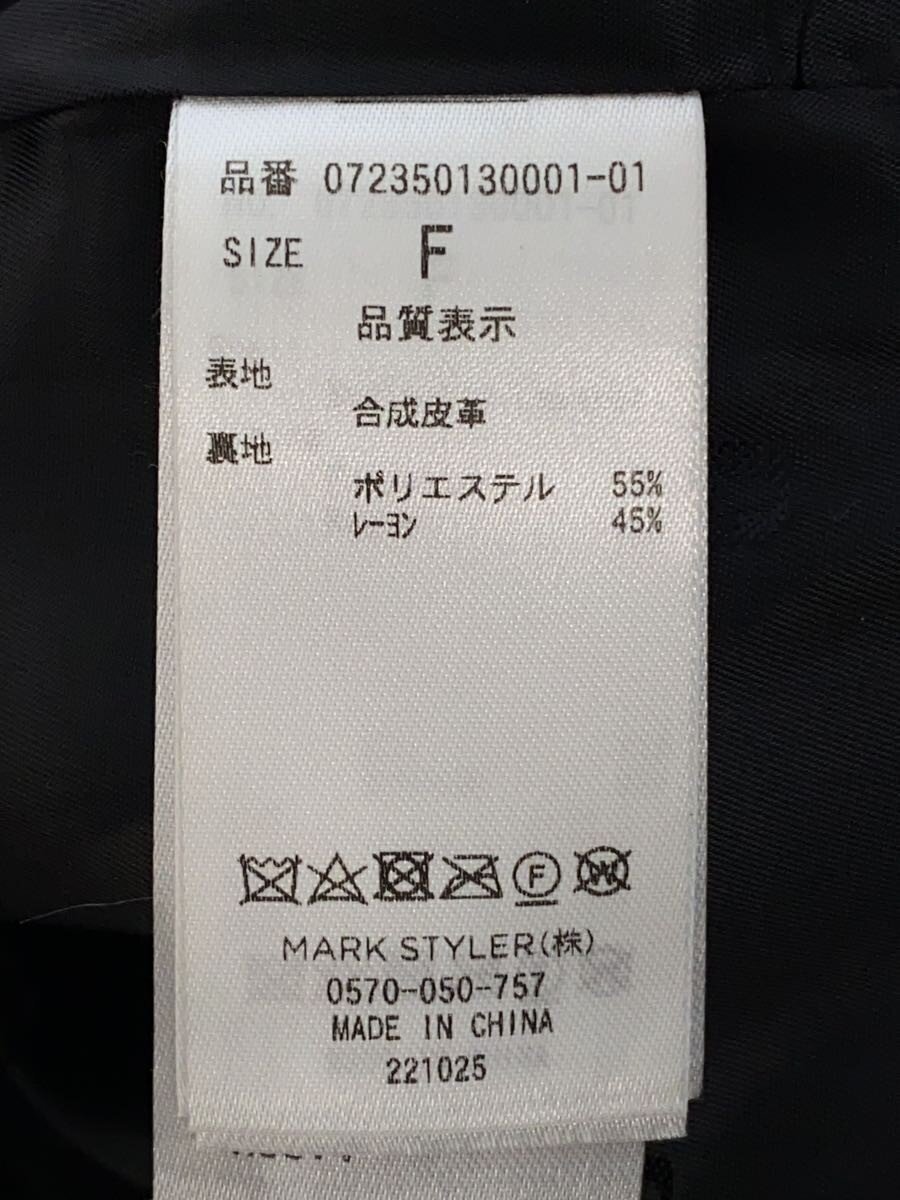 品番 072350130001-01
SIZE F
品質表示
表地
合成皮革
裏地
ポリエステル 55%
レーヨン 45%
F W
MARK STYLER(株)
0570-050-757
MADE IN CHINA
221025